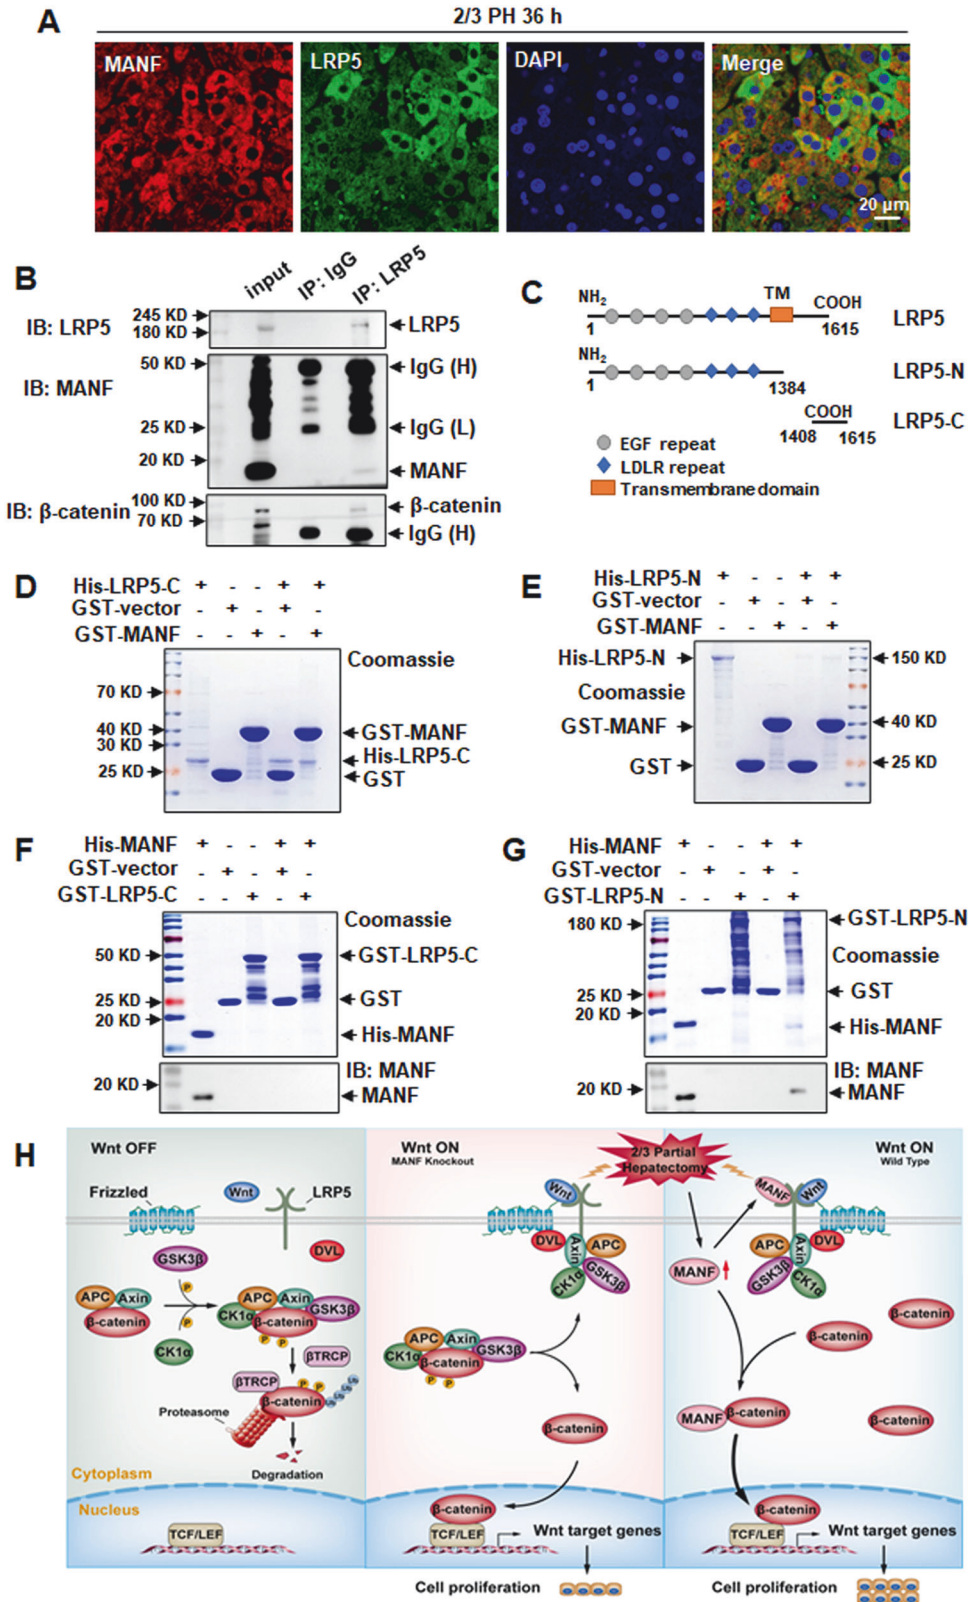 A
2/3 PH 36 h
MANF
LRP5
DAPI
Merge
20 μm
B
input
IP: IgG
IP: LRP5
IB: LRP5
245 KD
180 KD
LRP5
IB: MANF
50 KD
25 KD
20 KD
IgG (H)
IgG (L)
MANF
IB: β-catenin
100 KD
70 KD
β-catenin
IgG (H)
C
NH2
1
TM
COOH
1615
LRP5
NH2
1
1384
LRP5-N
COOH
1408
1615
LRP5-C
EGF repeat
LDLR repeat
Transmembrane domain
D
His-LRP5-C + - - + +
GST-vector - + - + -
GST-MANF - - + - +
Coomassie
70 KD
40 KD
30 KD
25 KD
GST-MANF
His-LRP5-C
GST
E
His-LRP5-N + - - + +
GST-vector - + - + -
GST-MANF - - + - +
His-LRP5-N
Coomassie
GST-MANF
GST
150 KD
40 KD
25 KD
F
His-MANF + - - + +
GST-vector - + - + -
GST-LRP5-C - - + - +
Coomassie
50 KD
25 KD
20 KD
GST-LRP5-C
GST
His-MANF
IB: MANF
20 KD
MANF
G
His-MANF + - - + +
GST-vector - + - + -
GST-LRP5-N - - + - +
180 KD
25 KD
20 KD
GST-LRP5-N
Coomassie
GST
His-MANF
IB: MANF
20 KD
MANF
H
Wnt OFF
Frizzled
Wnt
LRP5
DVL
GSK3β
P
P
CK1α
APC
Axin
β-catenin
APC
Axin
CK1α
GSK3β
β-catenin
P
P
βTRCP
βTRCP
P
P
β-catenin
Ub
Ub
Ub
Ub
Proteasome
Degradation
Cytoplasm
Nucleus
TCF/LEF
Wnt ON
MANF Knockout
2/3 Partial
Hepatectomy
Wnt
DVL
Axin
APC
CK1α
GSK3β
APC
Axin
CK1α
GSK3β
β-catenin
P
P
β-catenin
β-catenin
TCF/LEF
Wnt target genes
Cell proliferation
Wnt ON
Wild Type
MANF
Wnt
APC
Axin
DVL
GSK3β
CK1α
MANF
β-catenin
β-catenin
MANF
β-catenin
β-catenin
β-catenin
TCF/LEF
Wnt target genes
Cell proliferation